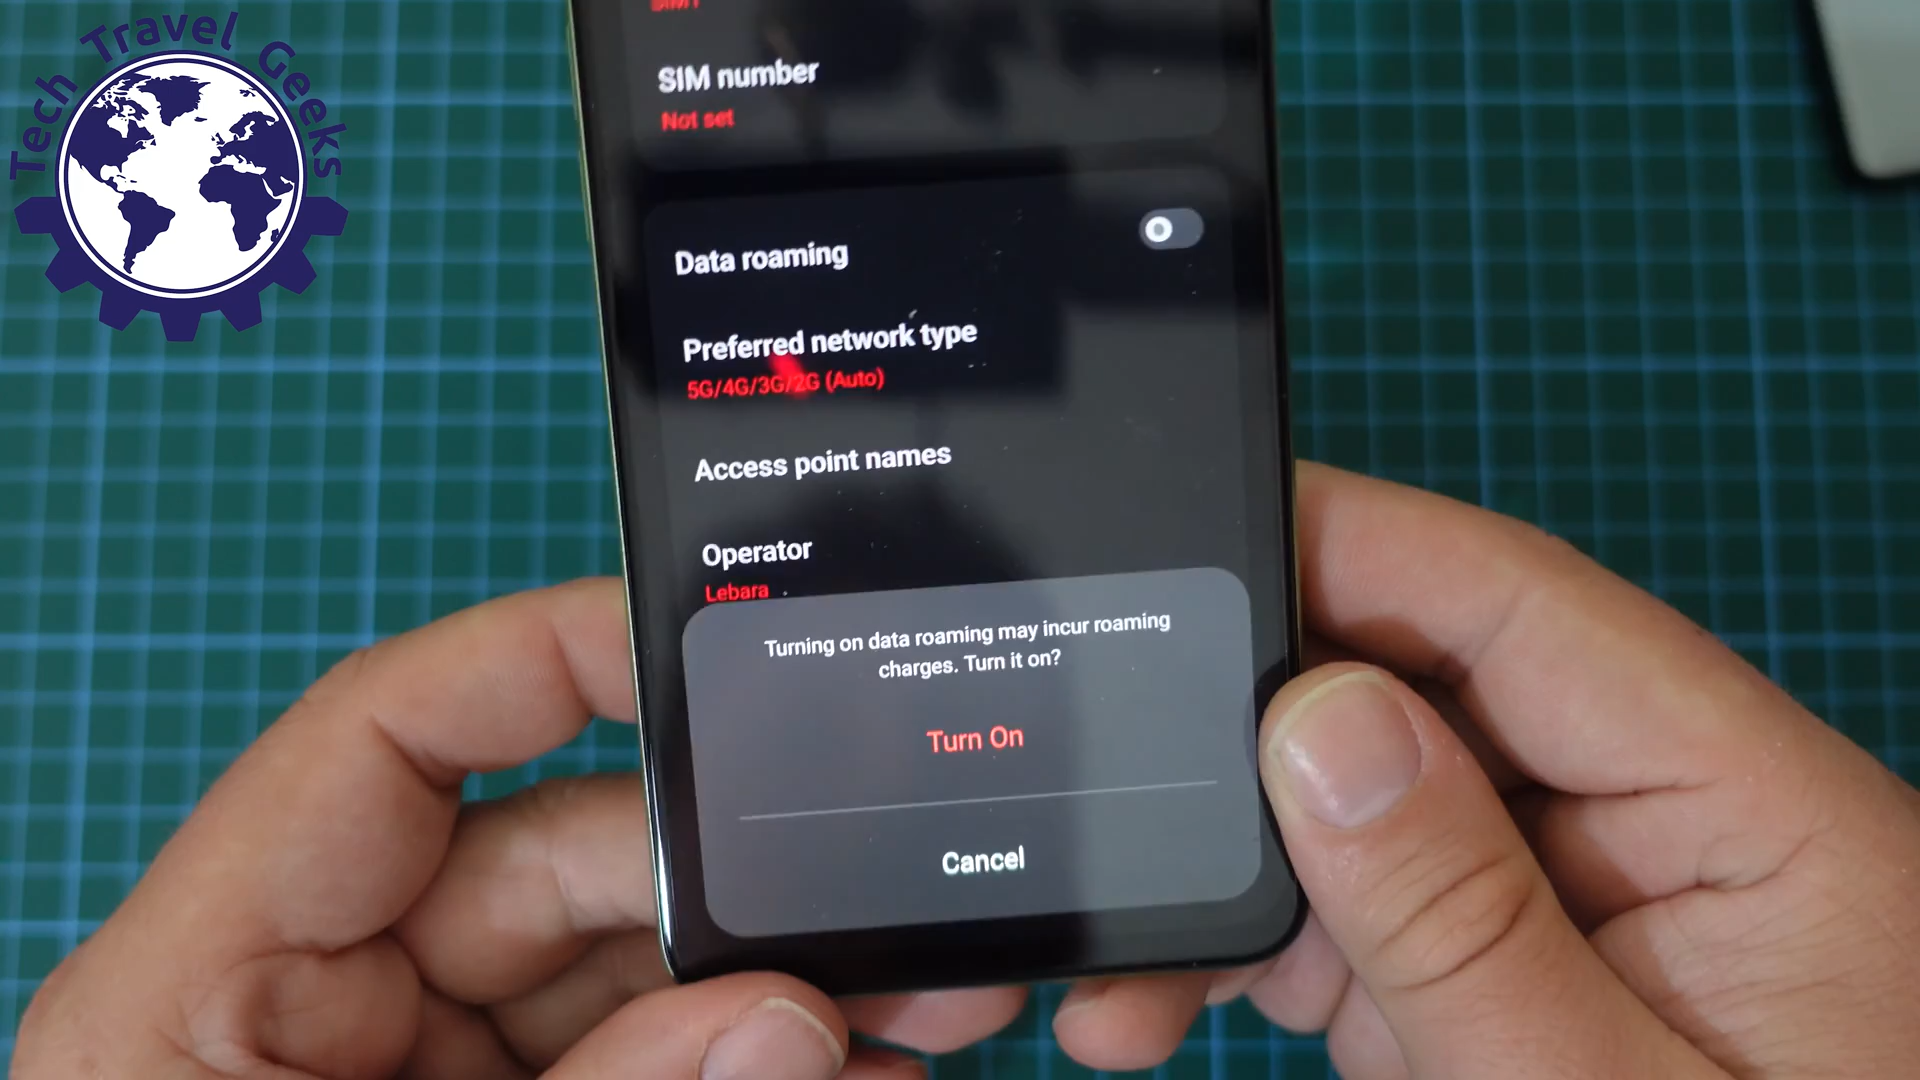 Tech Travel Geeks
SIM1
SIM number
Not set
Data roaming
Preferred network type
5G/4G/3G/2G (Auto)
Access point names
Operator
Lebara
Turning on data roaming may incur roaming
charges. Turn it on?
Turn On
Cancel